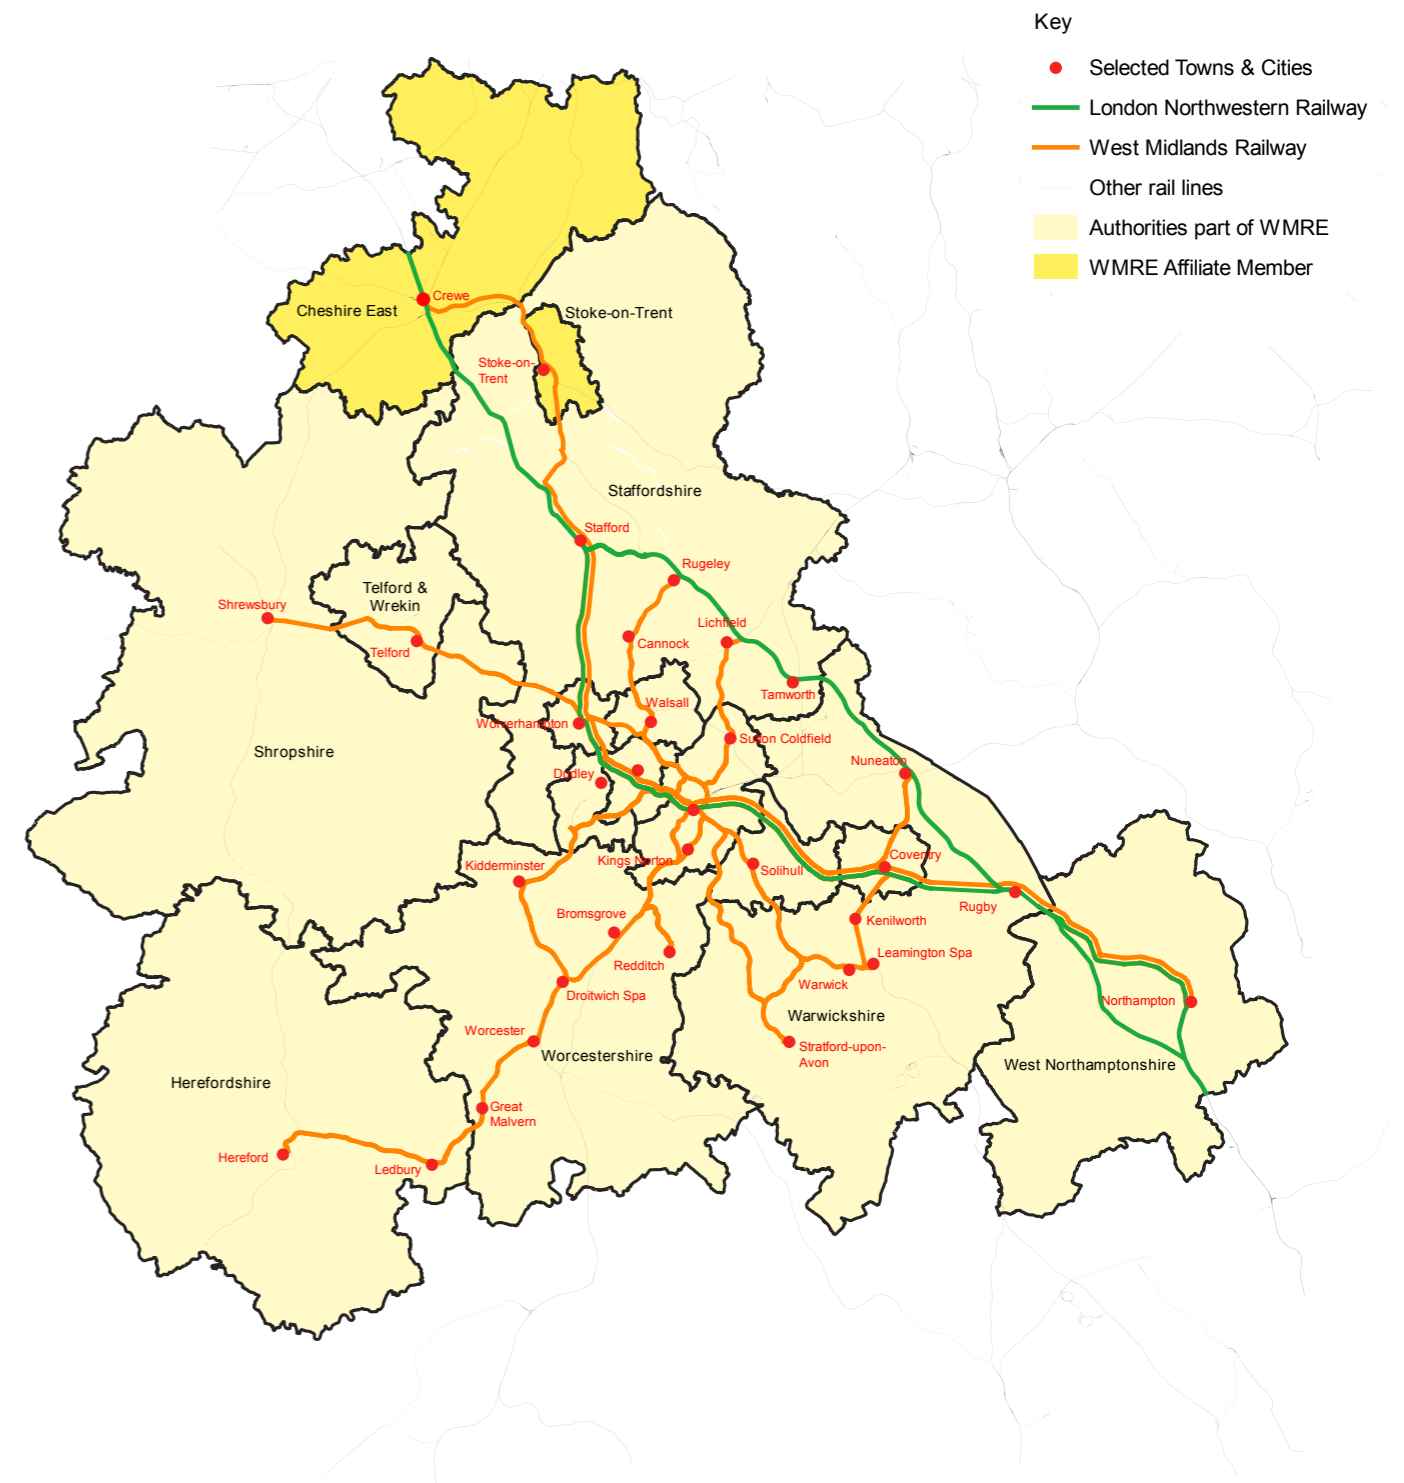 Key
Selected Towns & Cities
London Northwestern Railway
West Midlands Railway
Other rail lines
Authorities part of WMRE
WMRE Affiliate Member
Crewe
Cheshire East
Stoke-on-Trent
Stoke-on-
Trent
Staffordshire
Stafford
Rugeley
Telford &
Wrekin
Shrewsbury
Lichfield
Cannock
Telford
Tamworth
Walsall
Wolverhampton
Sutton Coldfield
Shropshire
Nuneaton
Dudley
Coventry
Kings Norton
Kidderminster
Solihull
Rugby
Bromsgrove
Kenilworth
Leamington Spa
Redditch
Warwick
Droitwich Spa
Northampton
Warwickshire
Worcester
Stratford-upon-
Avon
Worcestershire
West Northamptonshire
Herefordshire
Great
Malvern
Hereford
Ledbury